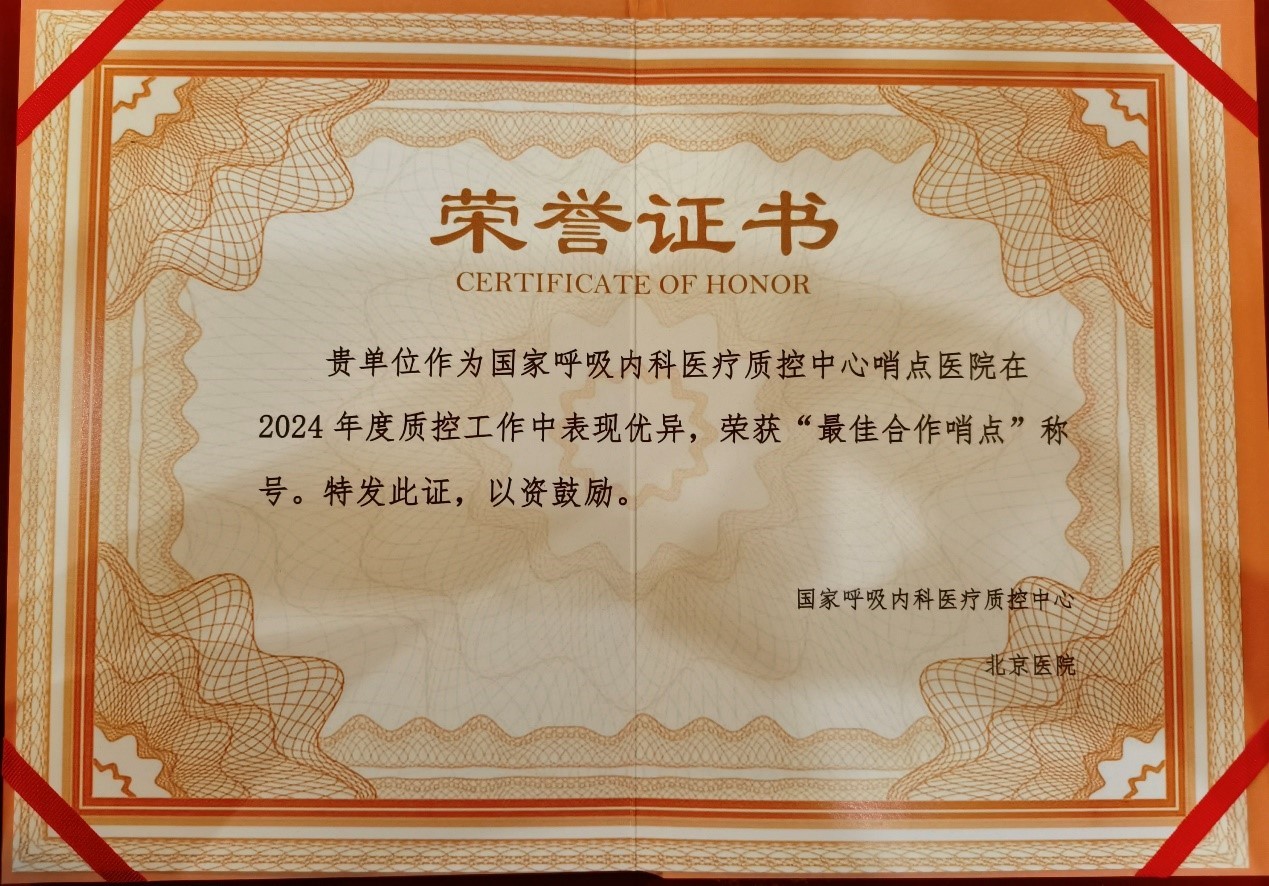 荣誉证书
CERTIFICATE OF HONOR
贵单位作为国家呼吸内科医疗质控中心哨点医院在
2024 年度质控工作中表现优异，荣获“最佳合作哨点”称
号。特发此证，以资鼓励。
国家呼吸内科医疗质控中心
北京医院